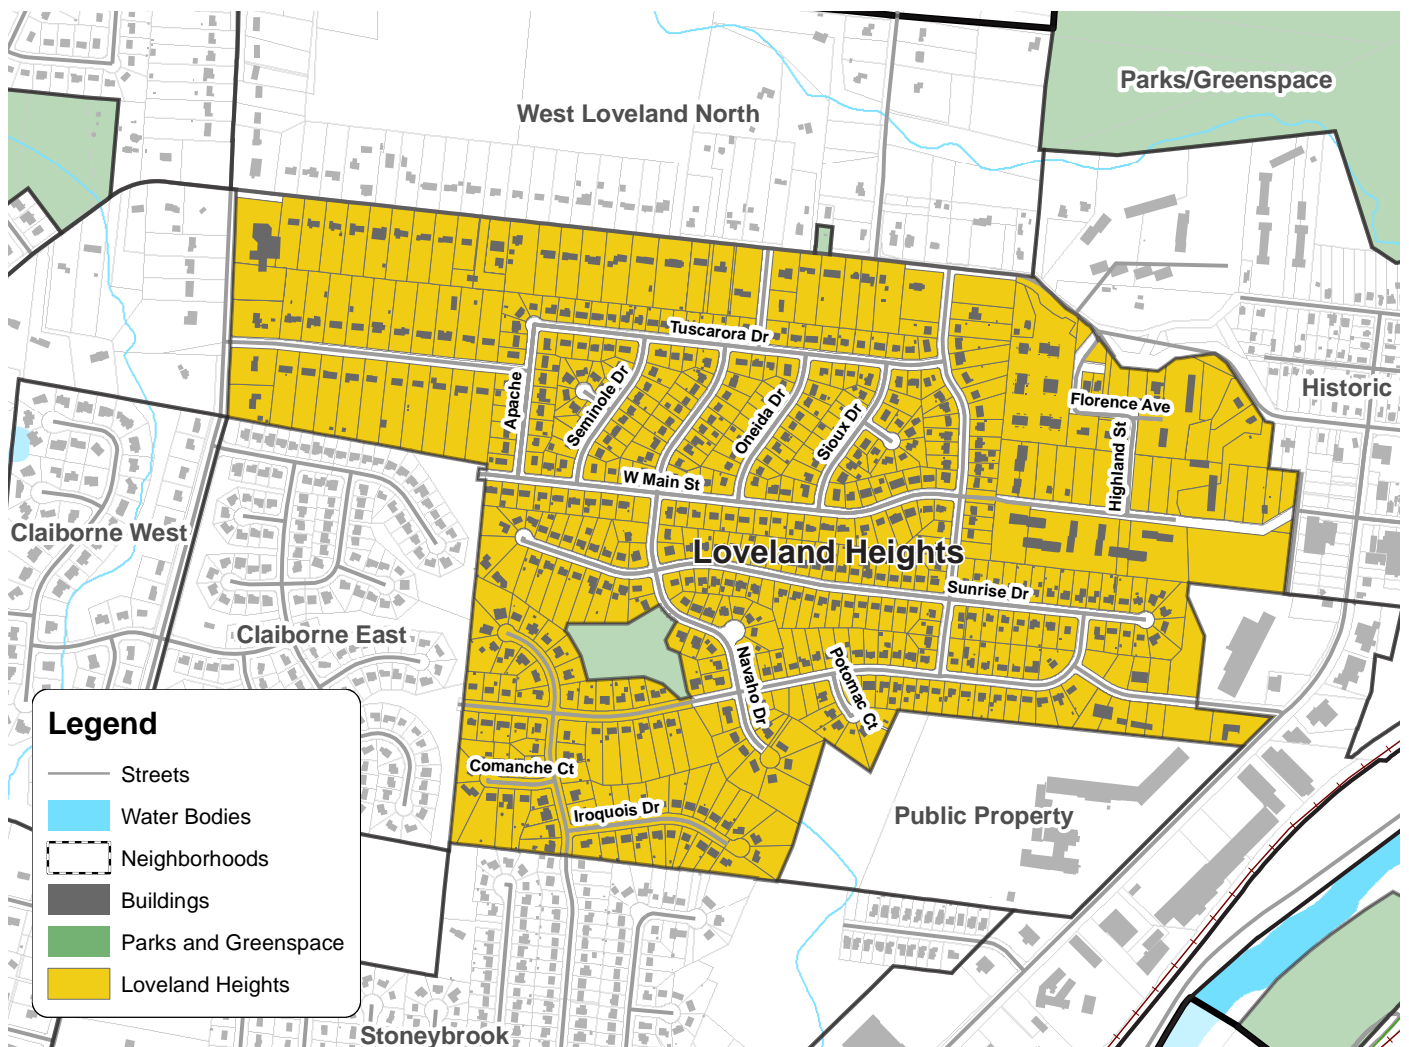 Parks/Greenspace
West Loveland North
Tuscarora Dr
Historic
Apache
Seminole Dr
Oneida Dr
Sioux Dr
Florence Ave
Highland St
W Main St
Claiborne West
Loveland Heights
Sunrise Dr
Claiborne East
Navaho Dr
Potomac Ct
Comanche Ct
Iroquois Dr
Public Property
Legend
Streets
Water Bodies
Neighborhoods
Buildings
Parks and Greenspace
Loveland Heights
Stoneybrook